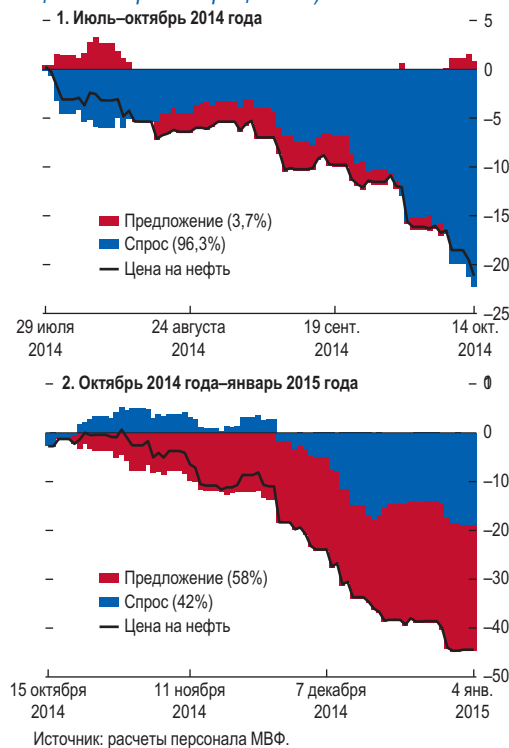 1. Июль–октябрь 2014 года
5
0
–5
–10
–15
–20
–25
Предложение (3,7%)
Спрос (96,3%)
Цена на нефть
29 июля
2014
24 августа
2014
19 сент.
2014
14 окт.
2014
2. Октябрь 2014 года–январь 2015 года
0
–10
–20
–30
–40
–50
Предложение (58%)
Спрос (42%)
Цена на нефть
15 октября
2014
11 ноября
2014
7 декабря
2014
4 янв.
2015
Источник: расчеты персонала МВФ.